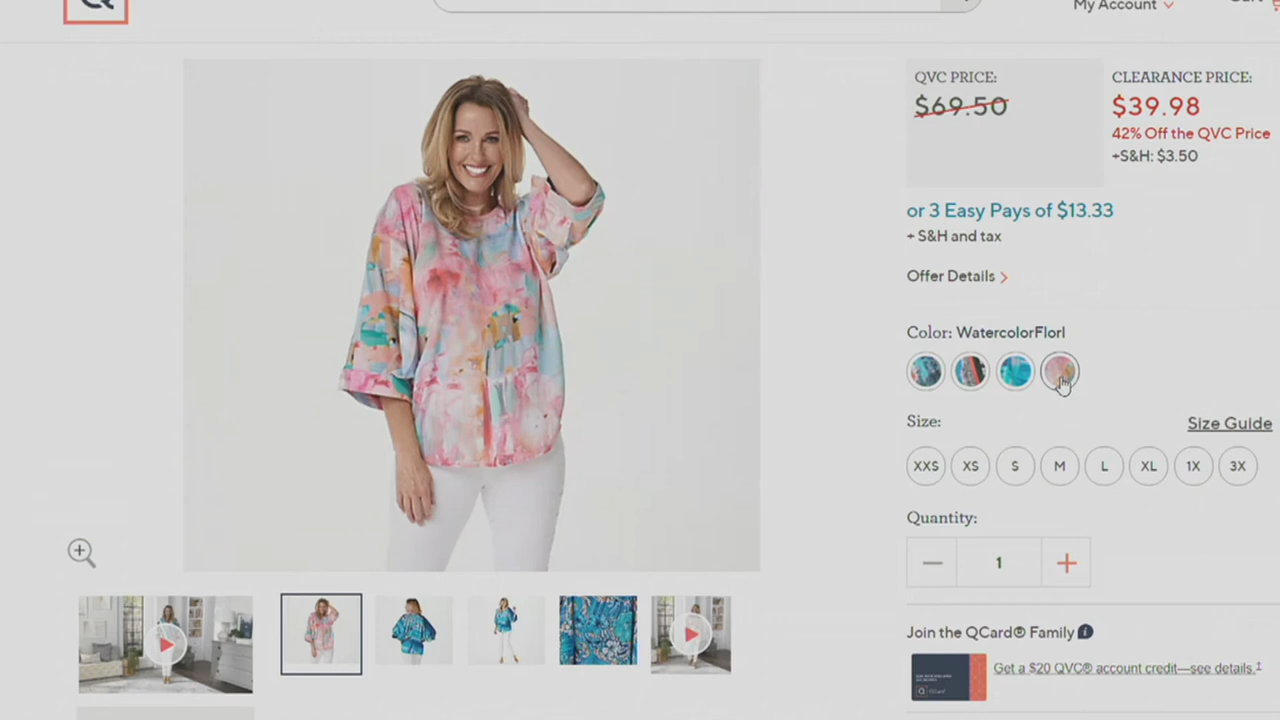 My Account
QVC PRICE:
$69.50
CLEARANCE PRICE:
$39.98
42% Off the QVC Price
+S&H: $3.50
or 3 Easy Pays of $13.33
+ S&H and tax
Offer Details
Color: WatercolorFlorl
Size:
Size Guide
XXS XS S M L XL 1X 3X
Quantity:
1
Join the QCard® Family
Get a $20 QVC® account credit—see details.‡